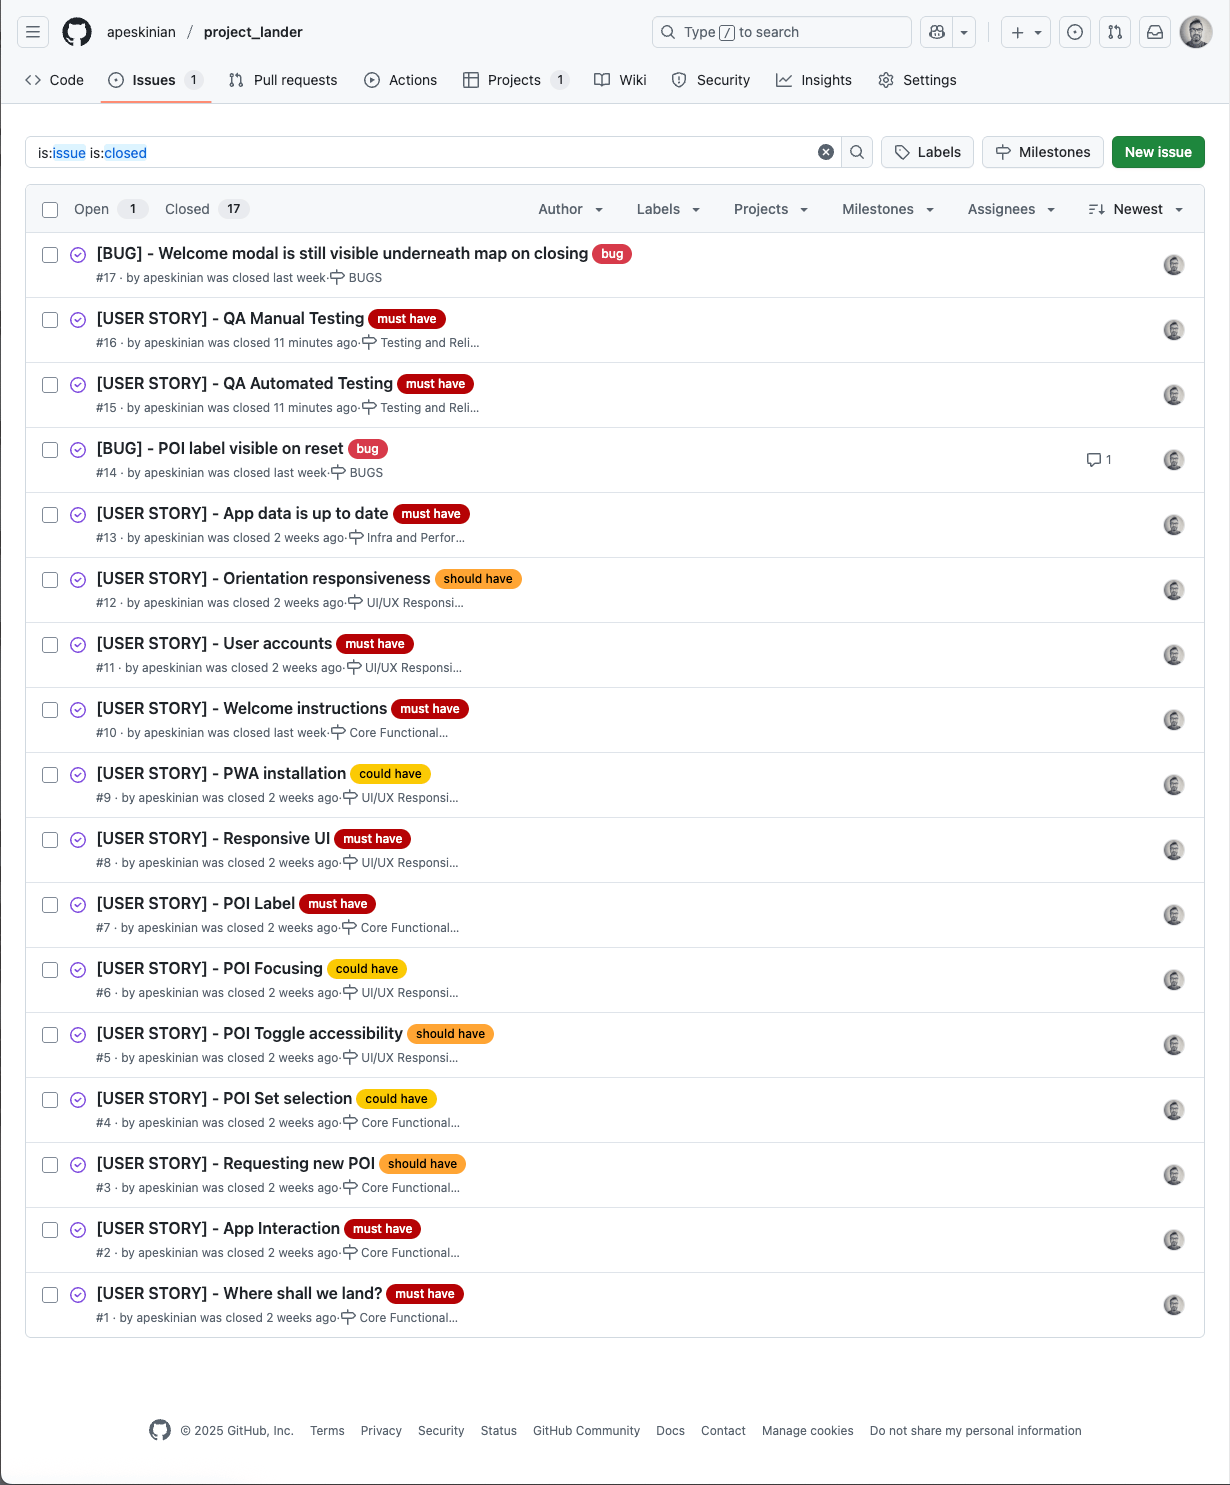 apeskinian / project_lander
Type / to search
Code Issues 1 Pull requests Actions Projects 1 Wiki Security Insights Settings
is:issue is:closed
Labels Milestones New issue
Open 1 Closed 17 Author Labels Projects Milestones Assignees Newest
[BUG] - Welcome modal is still visible underneath map on closing bug
#17 · by apeskinian was closed last week· BUGS
[USER STORY] - QA Manual Testing must have
#16 · by apeskinian was closed 11 minutes ago· Testing and Reli...
[USER STORY] - QA Automated Testing must have
#15 · by apeskinian was closed 11 minutes ago· Testing and Reli...
[BUG] - POI label visible on reset bug
#14 · by apeskinian was closed last week· BUGS
1
[USER STORY] - App data is up to date must have
#13 · by apeskinian was closed 2 weeks ago· Infra and Perfor...
[USER STORY] - Orientation responsiveness should have
#12 · by apeskinian was closed 2 weeks ago· UI/UX Responsi...
[USER STORY] - User accounts must have
#11 · by apeskinian was closed 2 weeks ago· UI/UX Responsi...
[USER STORY] - Welcome instructions must have
#10 · by apeskinian was closed last week· Core Functional...
[USER STORY] - PWA installation could have
#9 · by apeskinian was closed 2 weeks ago· UI/UX Responsi...
[USER STORY] - Responsive UI must have
#8 · by apeskinian was closed 2 weeks ago· UI/UX Responsi...
[USER STORY] - POI Label must have
#7 · by apeskinian was closed 2 weeks ago· Core Functional...
[USER STORY] - POI Focusing could have
#6 · by apeskinian was closed 2 weeks ago· UI/UX Responsi...
[USER STORY] - POI Toggle accessibility should have
#5 · by apeskinian was closed 2 weeks ago· UI/UX Responsi...
[USER STORY] - POI Set selection could have
#4 · by apeskinian was closed 2 weeks ago· Core Functional...
[USER STORY] - Requesting new POI should have
#3 · by apeskinian was closed 2 weeks ago· Core Functional...
[USER STORY] - App Interaction must have
#2 · by apeskinian was closed 2 weeks ago· Core Functional...
[USER STORY] - Where shall we land? must have
#1 · by apeskinian was closed 2 weeks ago· Core Functional...
© 2025 GitHub, Inc. Terms Privacy Security Status GitHub Community Docs Contact Manage cookies Do not share my personal information